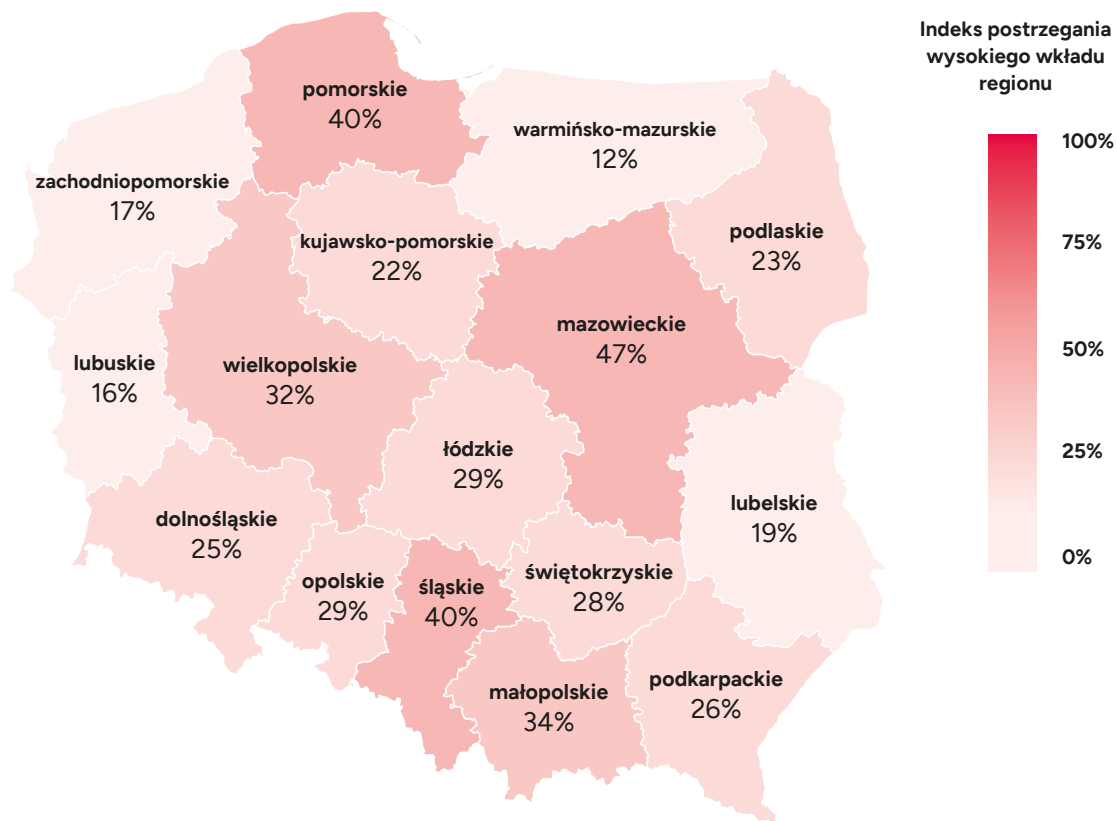 Indeks postrzegania
wysokiego wkładu
regionu
100%
75%
50%
25%
0%
pomorskie
40%
warmińsko-mazurskie
12%
zachodniopomorskie
17%
kujawsko-pomorskie
22%
podlaskie
23%
mazowieckie
47%
lubuskie
16%
wielkopolskie
32%
łódzkie
29%
lubelskie
19%
dolnośląskie
25%
opolskie
29%
śląskie
40%
świętokrzyskie
28%
małopolskie
34%
podkarpackie
26%